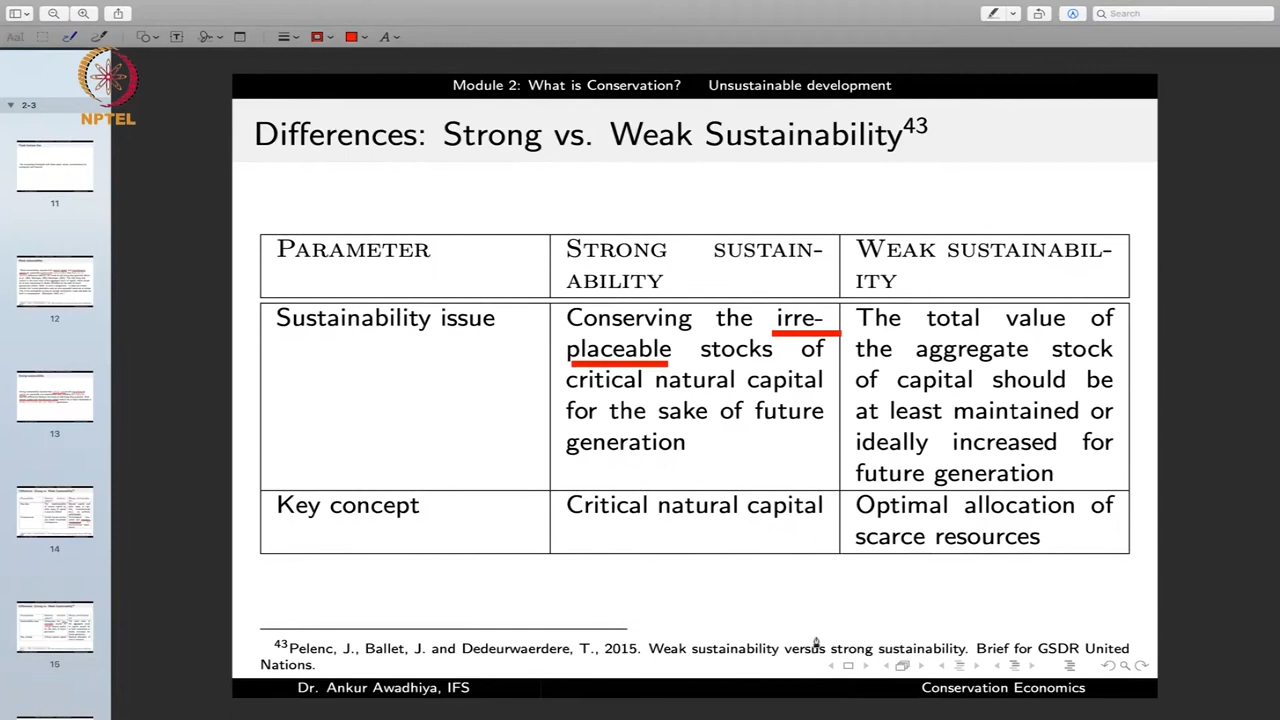 Search
AaI
A
NPTEL
2-3
11
12
13
14
15
Module 2: What is Conservation? Unsustainable development
Differences: Strong vs. Weak Sustainability43
PARAMETER
STRONG SUSTAIN-
ABILITY
WEAK SUSTAINABIL-
ITY
Sustainability issue
Conserving the irre-
placeable stocks of
critical natural capital
for the sake of future
generation
The total value of
the aggregate stock
of capital should be
at least maintained or
ideally increased for
future generation
Key concept
Critical natural capital
Optimal allocation of
scarce resources
43Pelenc, J., Ballet, J. and Dedeurwaerdere, T., 2015. Weak sustainability versus strong sustainability. Brief for GSDR United
Nations.
Dr. Ankur Awadhiya, IFS
Conservation Economics